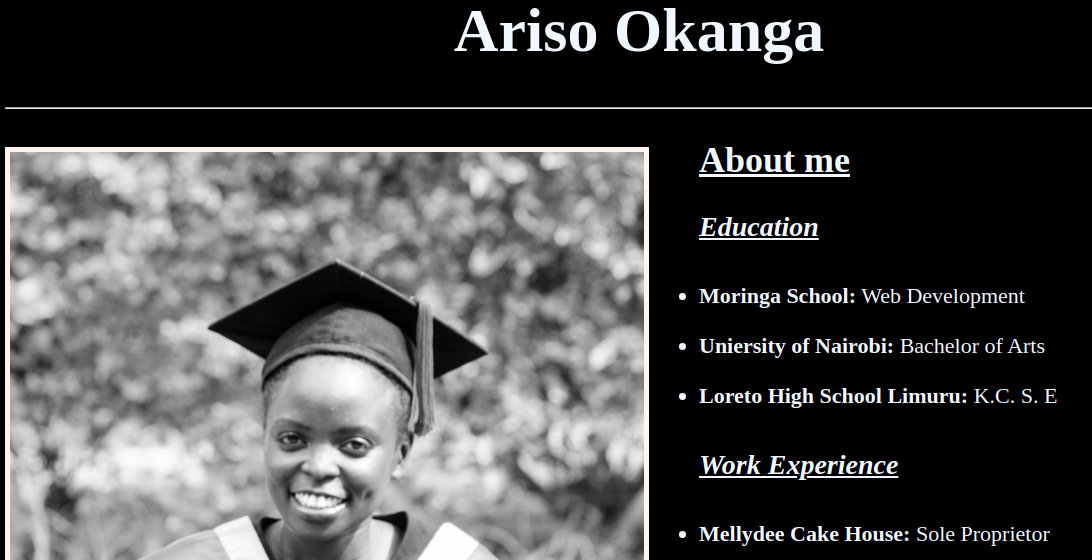 Ariso Okanga
About me
Education
Moringa School: Web Development
Uniersity of Nairobi: Bachelor of Arts
Loreto High School Limuru: K.C. S. E
Work Experience
Mellydee Cake House: Sole Proprietor